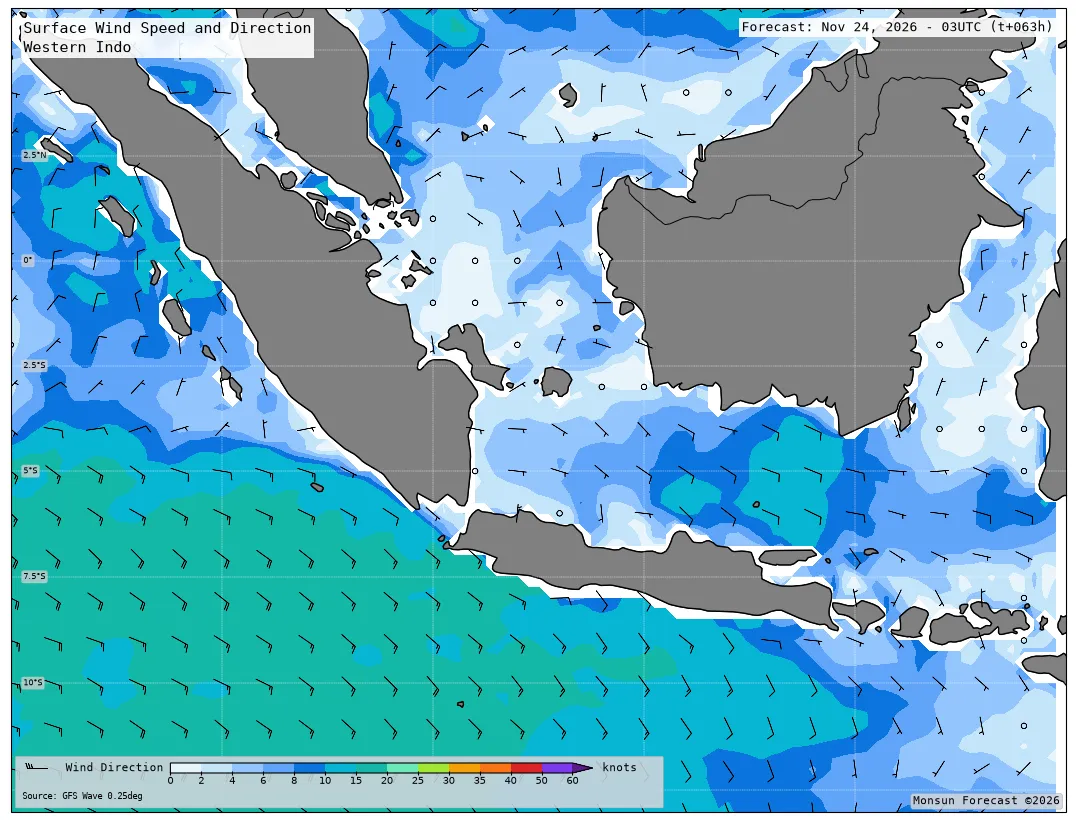 Surface Wind Speed and Direction
Western Indo
Forecast: Nov 24, 2026 - 03UTC (t+063h)
2.5°N
0°
2.5°S
5°S
7.5°S
10°S
Wind Direction
0 2 4 6 8 10 15 20 25 30 35 40 50 60
knots
Source: GFS Wave 0.25deg
Monsun Forecast ©2026